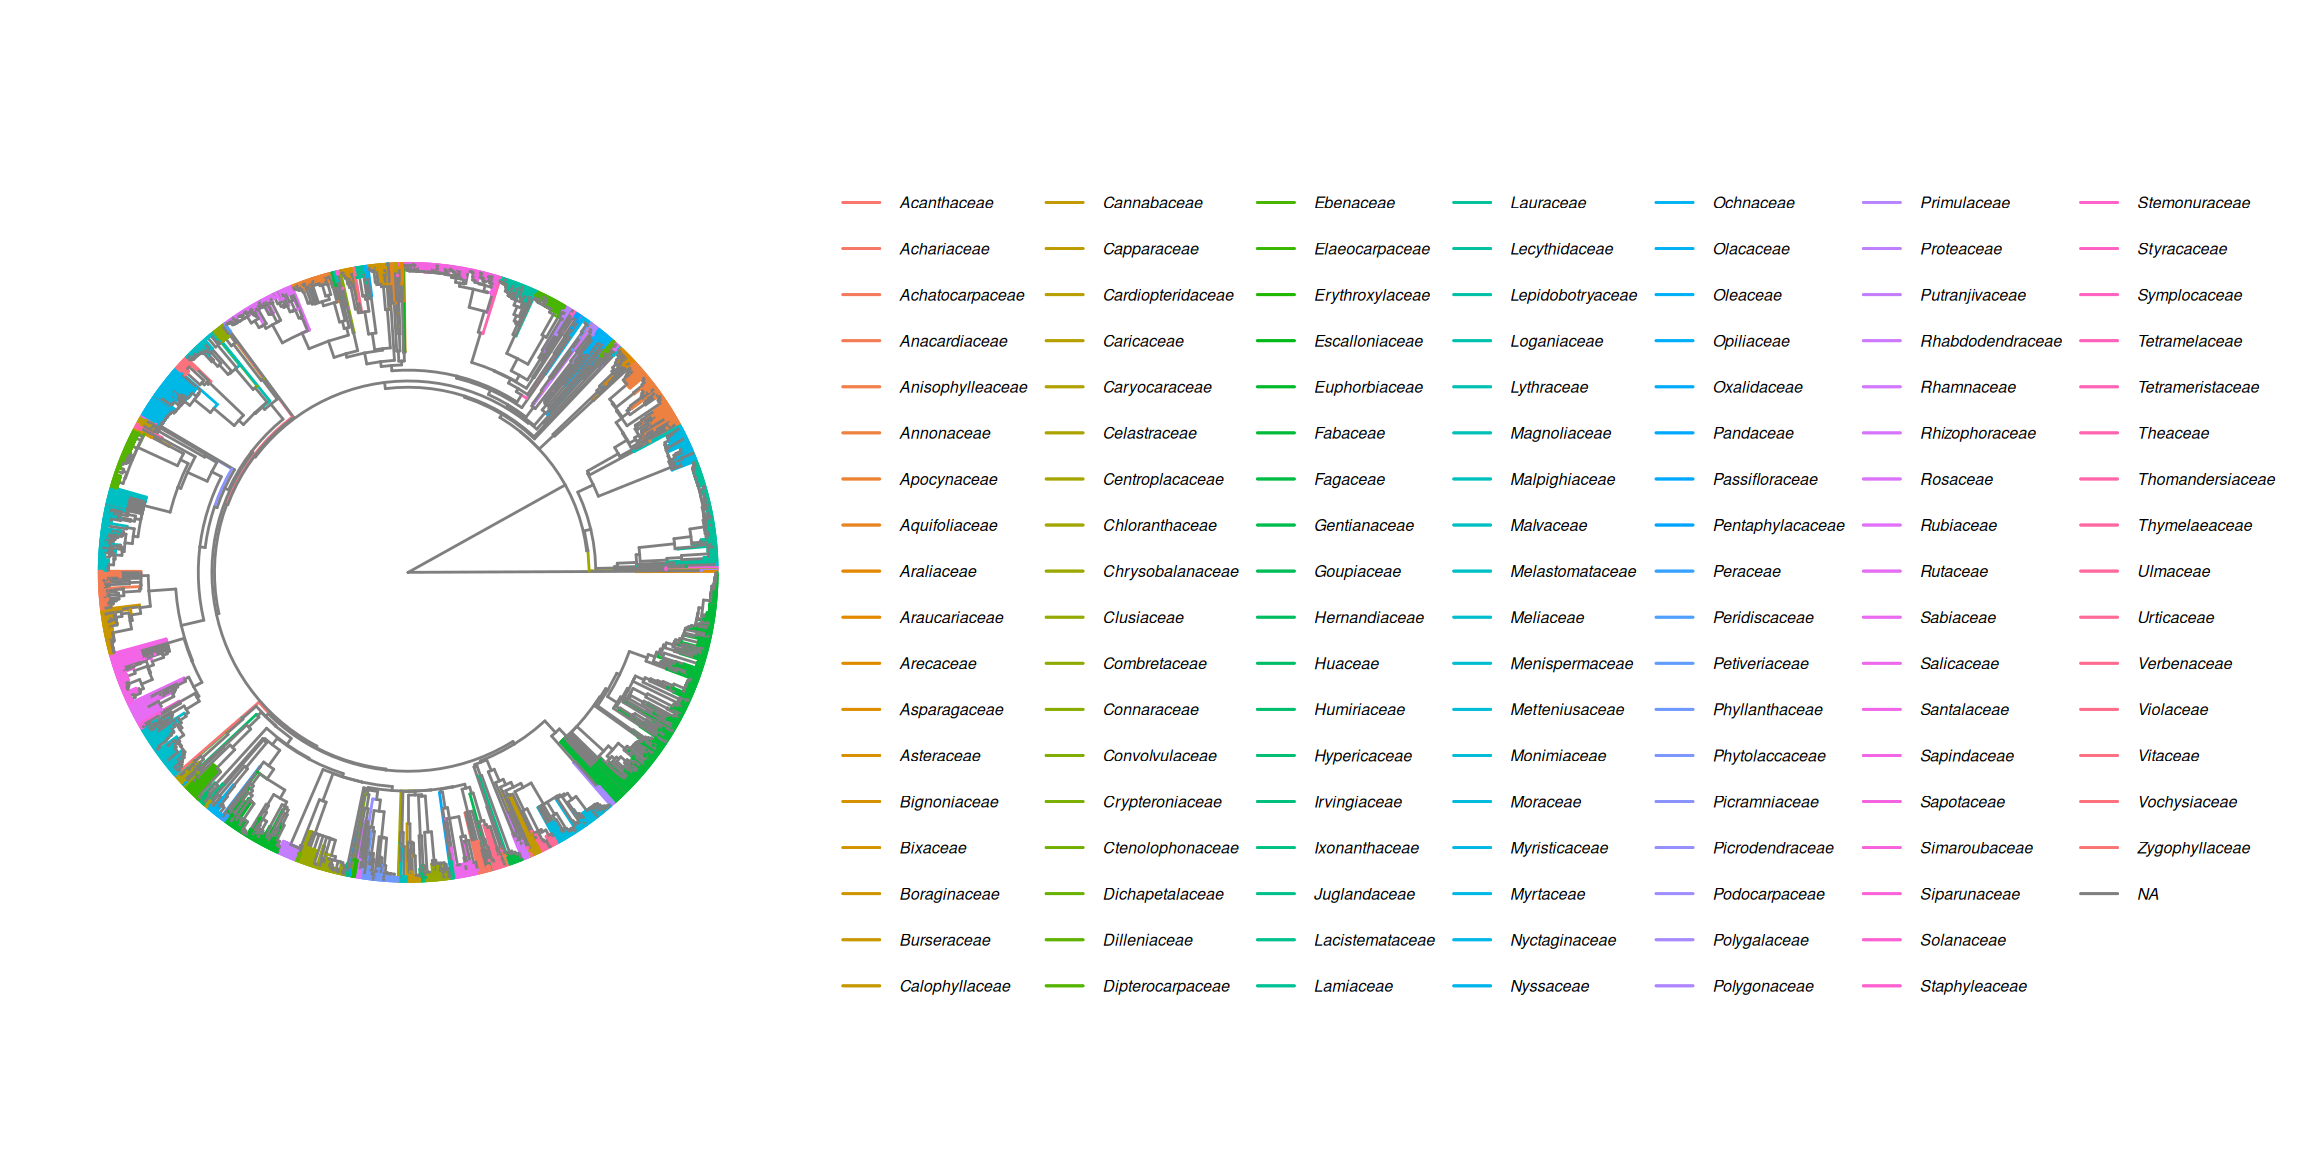 Acanthaceae
Achariaceae
Achatocarpaceae
Anacardiaceae
Anisophylleaceae
Annonaceae
Apocynaceae
Aquifoliaceae
Araliaceae
Araucariaceae
Arecaceae
Asparagaceae
Asteraceae
Bignoniaceae
Bixaceae
Boraginaceae
Burseraceae
Calophyllaceae
Cannabaceae
Capparaceae
Cardiopteridaceae
Caricaceae
Caryocaraceae
Celastraceae
Centroplacaceae
Chloranthaceae
Chrysobalanaceae
Clusiaceae
Combretaceae
Connaraceae
Convolvulaceae
Crypteroniaceae
Ctenolophonaceae
Dichapetalaceae
Dilleniaceae
Dipterocarpaceae
Ebenaceae
Elaeocarpaceae
Erythroxylaceae
Escalloniaceae
Euphorbiaceae
Fabaceae
Fagaceae
Gentianaceae
Goupiaceae
Hernandiaceae
Huaceae
Humiriaceae
Hypericaceae
Irvingiaceae
Ixonanthaceae
Juglandaceae
Lacistemataceae
Lamiaceae
Lauraceae
Lecythidaceae
Lepidobotryaceae
Loganiaceae
Lythraceae
Magnoliaceae
Malpighiaceae
Malvaceae
Melastomataceae
Meliaceae
Menispermaceae
Metteniusaceae
Monimiaceae
Moraceae
Myristicaceae
Myrtaceae
Nyctaginaceae
Nyssaceae
Ochnaceae
Olacaceae
Oleaceae
Opiliaceae
Oxalidaceae
Pandaceae
Passifloraceae
Pentaphylacaceae
Peraceae
Peridiscaceae
Petiveriaceae
Phyllanthaceae
Phytolaccaceae
Picramniaceae
Picrodendraceae
Podocarpaceae
Polygalaceae
Polygonaceae
Primulaceae
Proteaceae
Putranjivaceae
Rhabdodendraceae
Rhamnaceae
Rhizophoraceae
Rosaceae
Rubiaceae
Rutaceae
Sabiaceae
Salicaceae
Santalaceae
Sapindaceae
Sapotaceae
Simaroubaceae
Siparunaceae
Solanaceae
Staphyleaceae
Stemonuraceae
Styracaceae
Symplocaceae
Tetramelaceae
Tetrameristaceae
Theaceae
Thomandersiaceae
Thymelaeaceae
Ulmaceae
Urticaceae
Verbenaceae
Violaceae
Vitaceae
Vochysiaceae
Zygophyllaceae
NA